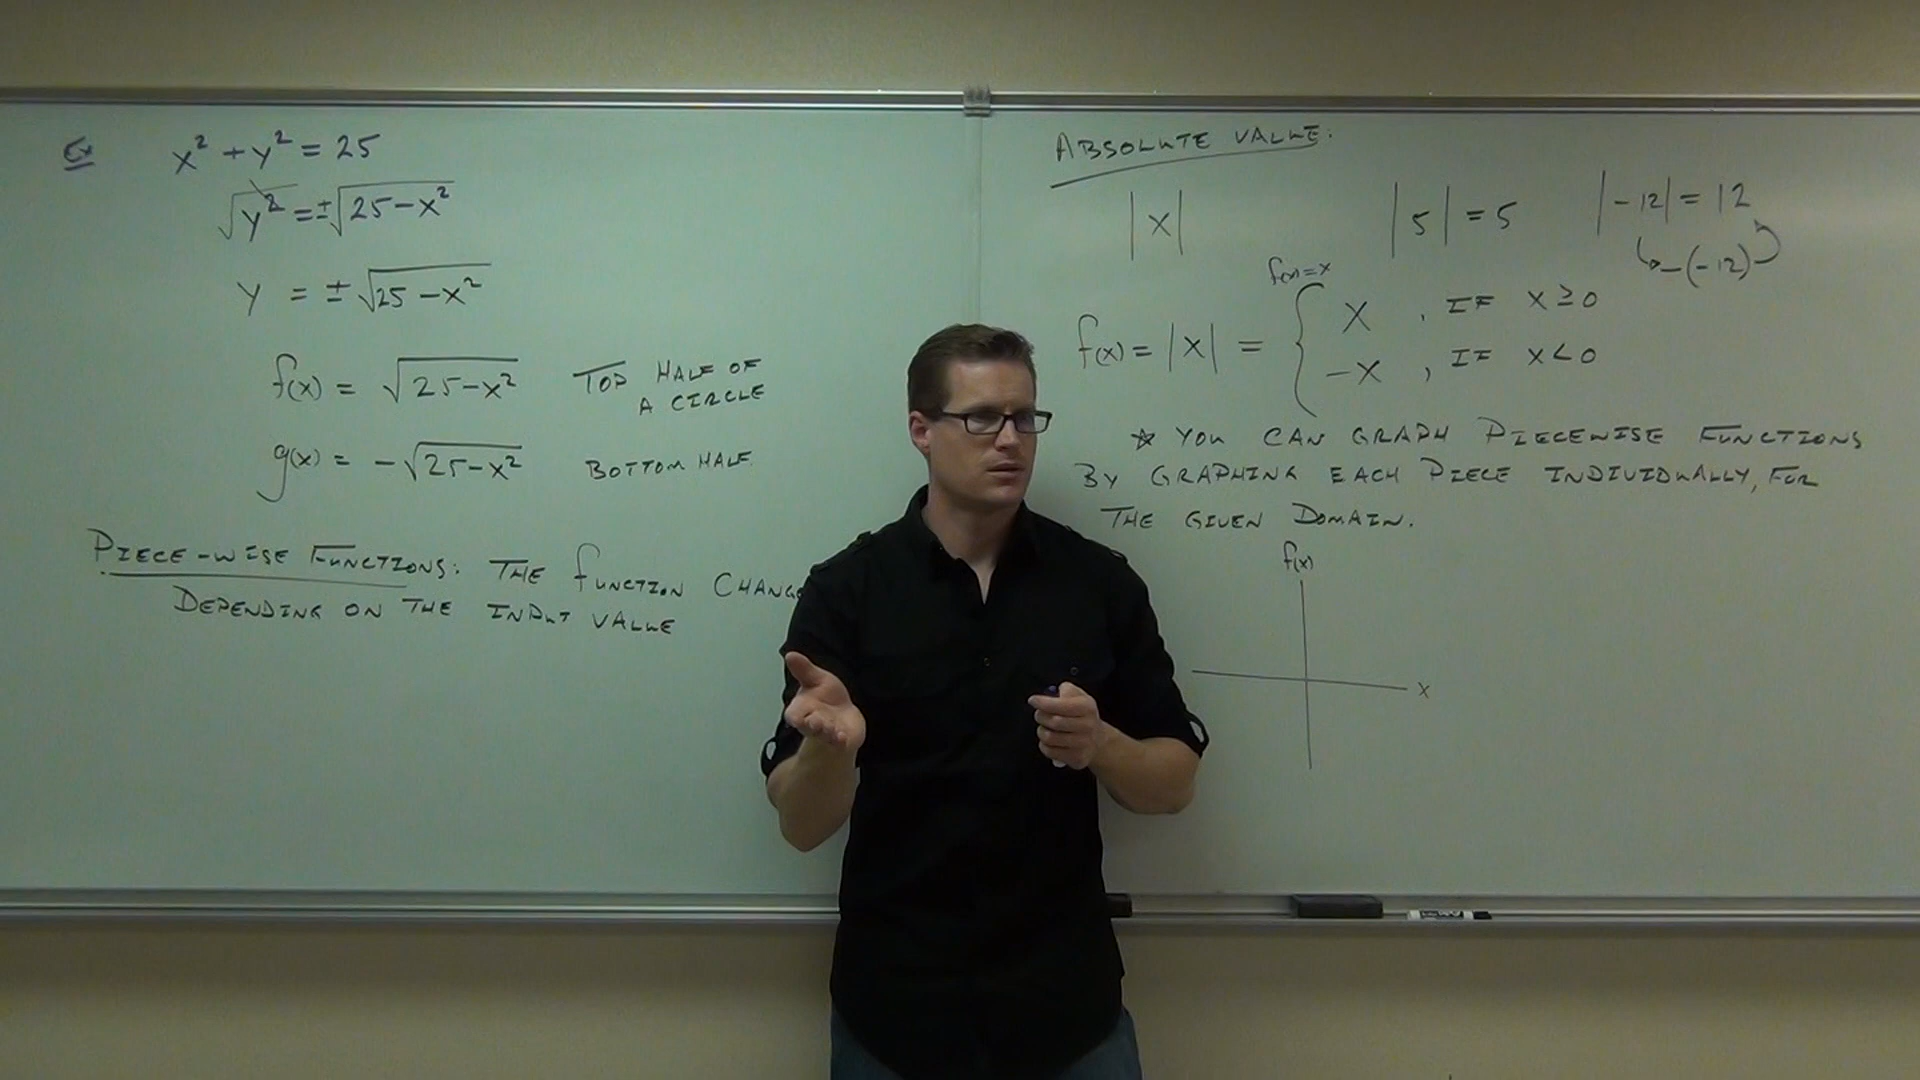 Ex x² + y² = 25
√y² = ±√25-x²
y = ±√25-x²
f(x) = √25-x² TOP HALF OF
A CIRCLE
g(x) = -√25-x² BOTTOM HALF.
PIECE-WISE FUNCTIONS: THE FUNCTION CHANG
DEPENDING ON THE INPUT VALUE
ABSOLUTE VALUE:
|x| |5| = 5 |-12| = 12
-(-12)
f(x)=x
f(x) = |x| = { x , IF x ≥ 0
-x , IF x < 0
☆ YOU CAN GRAPH PIECEWISE FUNCTIONS
BY GRAPHING EACH PIECE INDIVIDUALLY, FOR
THE GIVEN DOMAIN.
f(x)
x